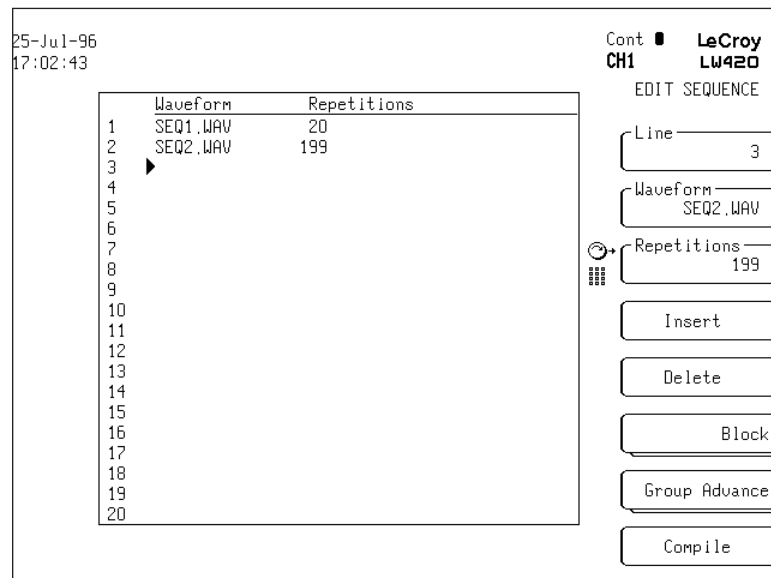 25-Jul-96
17:02:43
Cont
CH1
LeCroy
LW420
EDIT SEQUENCE
Waveform Repetitions
1 SEQ1.WAV 20
2 SEQ2.WAV 199
3
4
5
6
7
8
9
10
11
12
13
14
15
16
17
18
19
20
Line
3
Waveform
SEQ2.WAV
Repetitions
199
Insert
Delete
Block
Group Advance
Compile